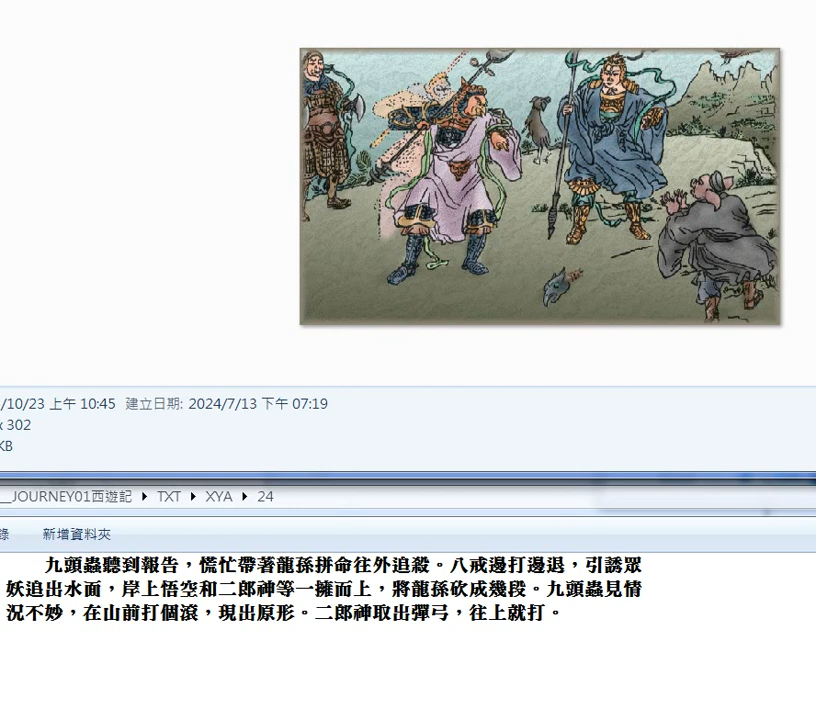 /10/23 上午 10:45 建立日期: 2024/7/13 下午 07:19
x 302
KB
__JOURNEY01西遊記 ▶ TXT ▶ XYA ▶ 24
錄 新增資料夾
九頭蟲聽到報告，慌忙帶著龍孫拼命往外追殺。八戒邊打邊退，引誘眾
妖追出水面，岸上悟空和二郎神等一擁而上，將龍孫砍成幾段。九頭蟲見情
況不妙，在山前打個滾，現出原形。二郎神取出彈弓，往上就打。